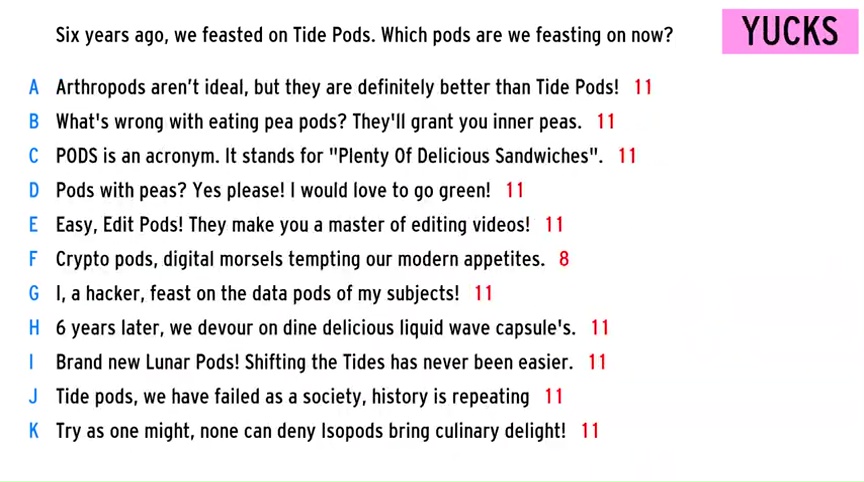 Six years ago, we feasted on Tide Pods. Which pods are we feasting on now?
YUCKS
A Arthropods aren't ideal, but they are definitely better than Tide Pods! 11
B What's wrong with eating pea pods? They'll grant you inner peas. 11
C PODS is an acronym. It stands for "Plenty Of Delicious Sandwiches". 11
D Pods with peas? Yes please! I would love to go green! 11
E Easy, Edit Pods! They make you a master of editing videos! 11
F Crypto pods, digital morsels tempting our modern appetites. 8
G I, a hacker, feast on the data pods of my subjects! 11
H 6 years later, we devour on dine delicious liquid wave capsule's. 11
I Brand new Lunar Pods! Shifting the Tides has never been easier. 11
J Tide pods, we have failed as a society, history is repeating 11
K Try as one might, none can deny Isopods bring culinary delight! 11